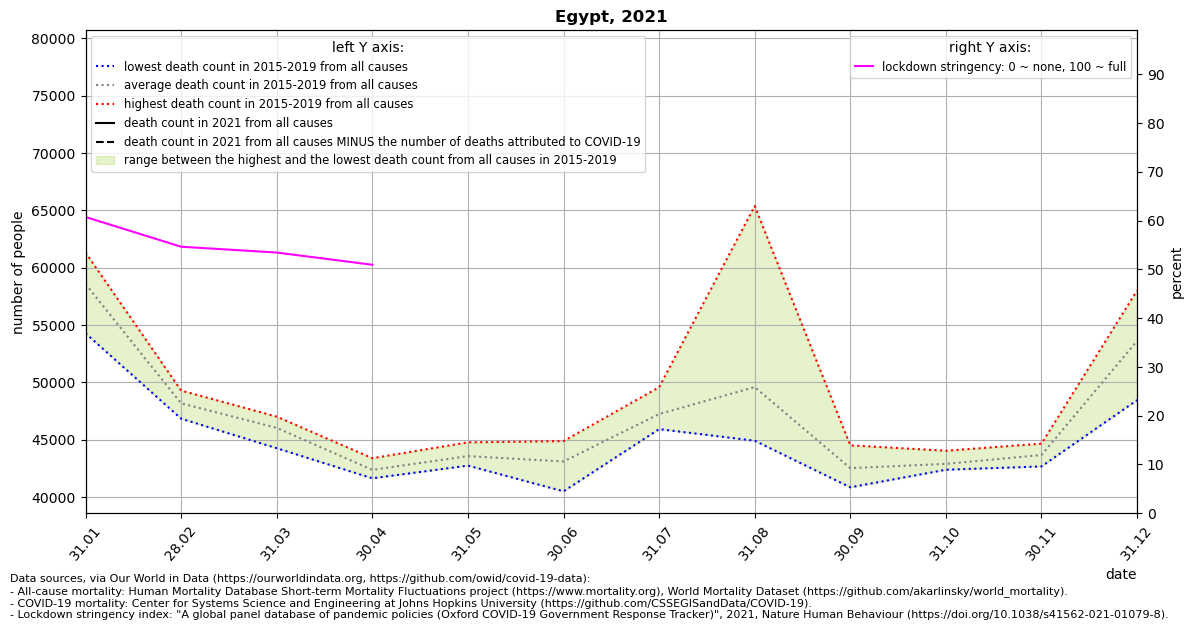 Egypt, 2021
left Y axis:
lowest death count in 2015-2019 from all causes
average death count in 2015-2019 from all causes
highest death count in 2015-2019 from all causes
death count in 2021 from all causes
death count in 2021 from all causes MINUS the number of deaths attributed to COVID-19
range between the highest and the lowest death count from all causes in 2015-2019
right Y axis:
lockdown stringency: 0 ~ none, 100 ~ full
number of people
80000
75000
70000
65000
60000
55000
50000
45000
40000
percent
90
80
70
60
50
40
30
20
10
0
31.01
28.02
31.03
30.04
31.05
30.06
31.07
31.08
30.09
31.10
30.11
31.12
date
Data sources, via Our World in Data (https://ourworldindata.org, https://github.com/owid/covid-19-data):
- All-cause mortality: Human Mortality Database Short-term Mortality Fluctuations project (https://www.mortality.org), World Mortality Dataset (https://github.com/akarlinsky/world_mortality).
- COVID-19 mortality: Center for Systems Science and Engineering at Johns Hopkins University (https://github.com/CSSEGISandData/COVID-19).
- Lockdown stringency index: "A global panel database of pandemic policies (Oxford COVID-19 Government Response Tracker)", 2021, Nature Human Behaviour (https://doi.org/10.1038/s41562-021-01079-8).